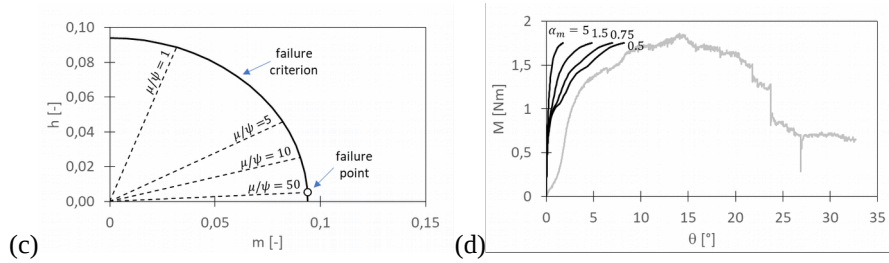 0,10
0,08
0,06
0,04
0,02
0,00
h [-]
0
0,05
0,1
0,15
m [-]
μ/ψ = 1
μ/ψ =5
μ/ψ = 10
μ/ψ = 50
failure
criterion
failure
point
(c)
2
1,5
1
0,5
0
M [Nm]
0
5
10
15
20
25
30
35
θ [°]
αm = 5 1.5 0.75
0.5
(d)